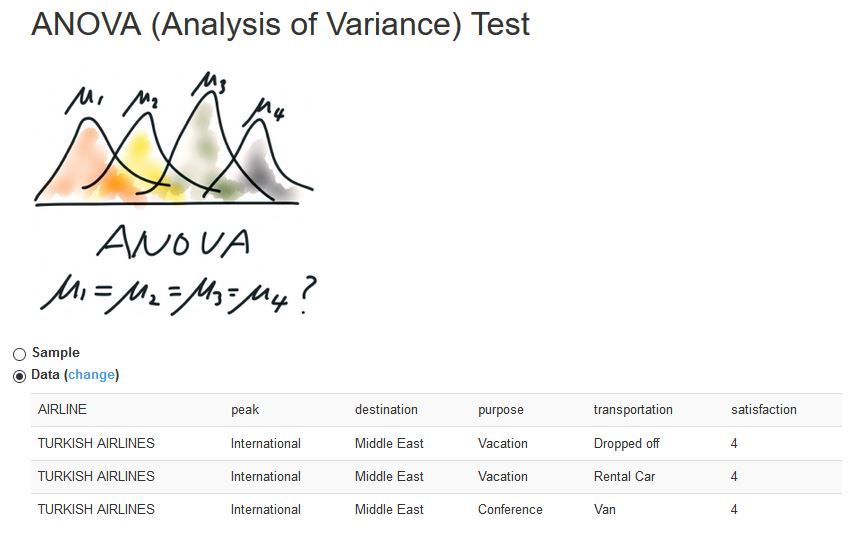 ANOVA (Analysis of Variance) Test
μ1 μ2 μ3 μ4
ANOVA
μ1 = μ2 = μ3 = μ4 ?
Sample
Data (change)
AIRLINE peak destination purpose transportation satisfaction
TURKISH AIRLINES International Middle East Vacation Dropped off 4
TURKISH AIRLINES International Middle East Vacation Rental Car 4
TURKISH AIRLINES International Middle East Conference Van 4